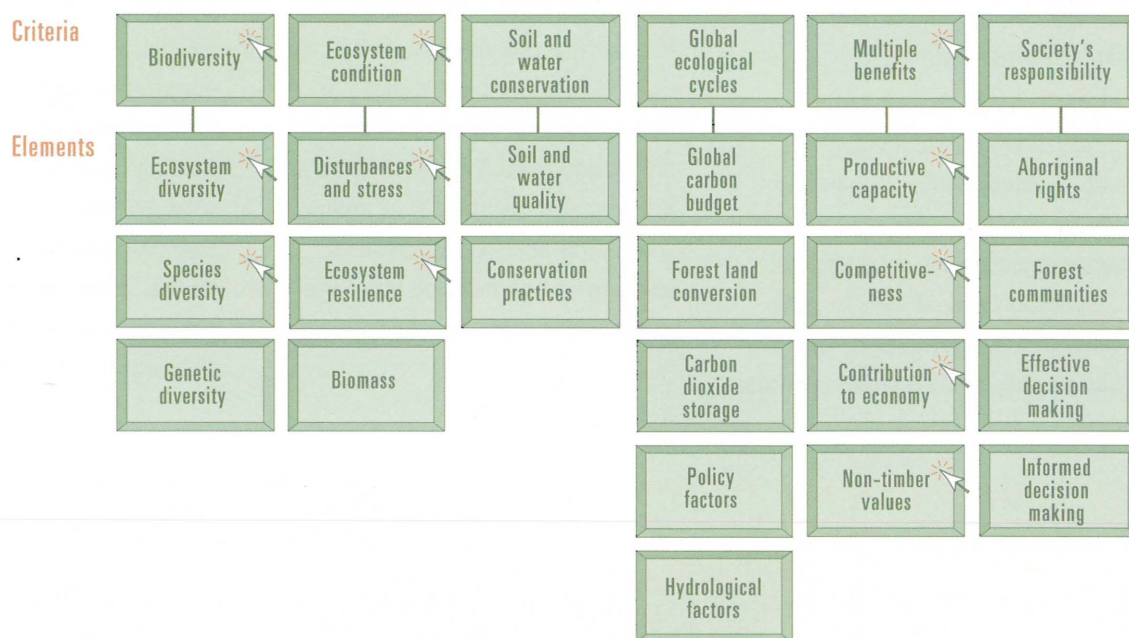 Criteria
Biodiversity
Ecosystem
condition
Soil and
water
conservation
Global
ecological
cycles
Multiple
benefits
Society's
responsibility
Elements
Ecosystem
diversity
Disturbances
and stress
Soil and
water
quality
Global
carbon
budget
Productive
capacity
Aboriginal
rights
Species
diversity
Ecosystem
resilience
Conservation
practices
Forest land
conversion
Competitive-
ness
Forest
communities
Genetic
diversity
Biomass
Carbon
dioxide
storage
Contribution
to economy
Effective
decision
making
Policy
factors
Non-timber
values
Informed
decision
making
Hydrological
factors